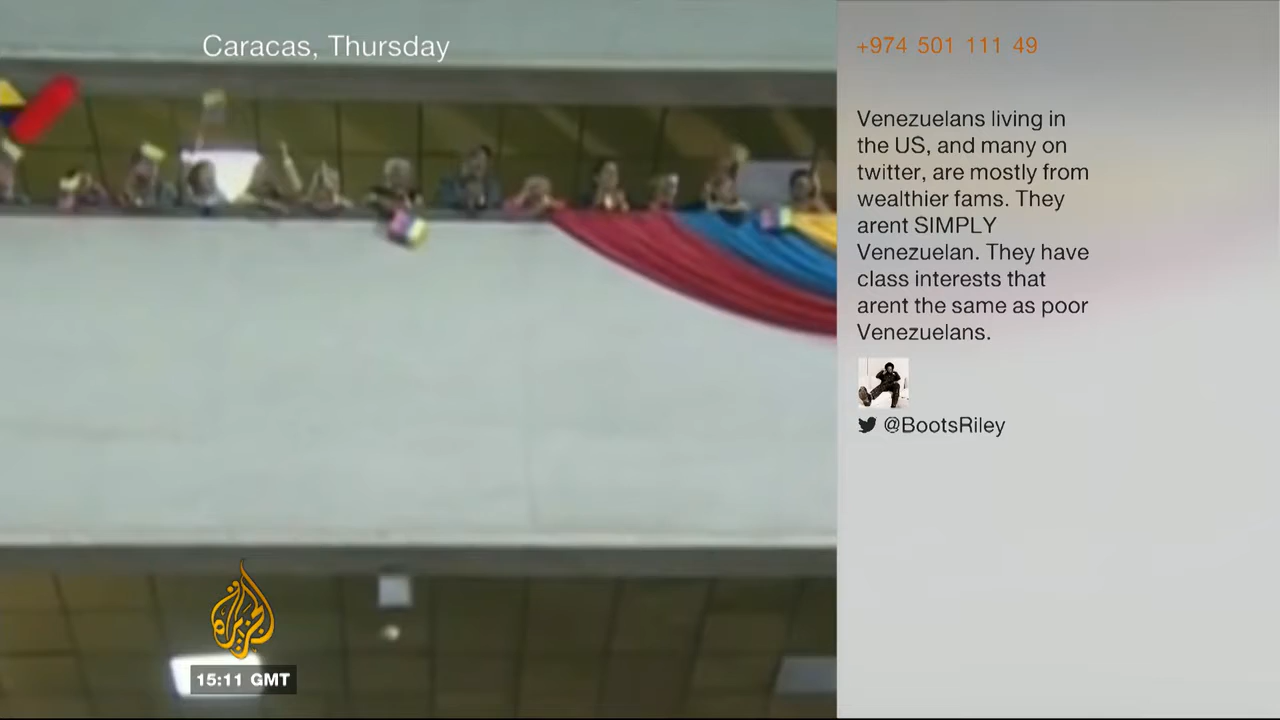 Caracas, Thursday
+974 501 111 49
Venezuelans living in
the US, and many on
twitter, are mostly from
wealthier fams. They
arent SIMPLY
Venezuelan. They have
class interests that
arent the same as poor
Venezuelans.
@BootsRiley
الجزيرة
15:11 GMT